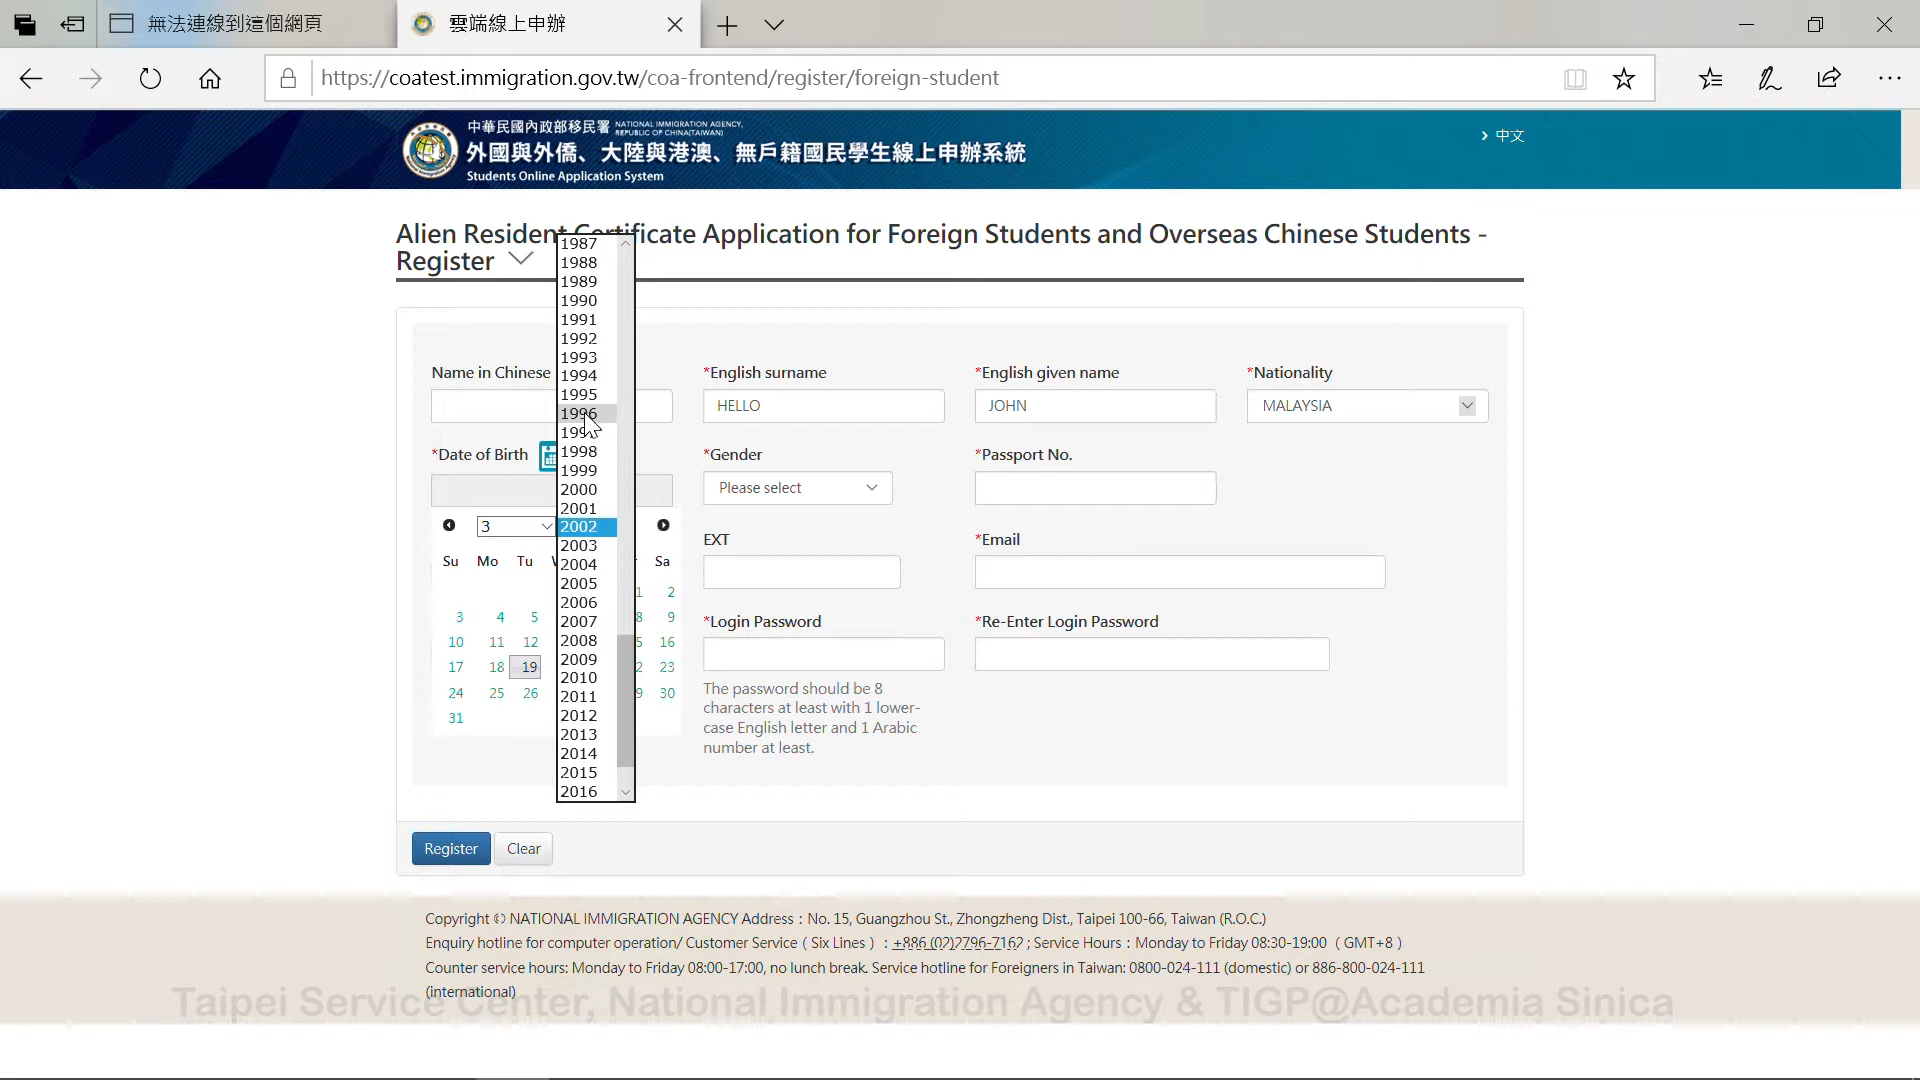 無法連線到這個網頁
雲端線上申辦
https://coatest.immigration.gov.tw/coa-frontend/register/foreign-student
中華民國內政部移民署 NATIONAL IMMIGRATION AGENCY, REPUBLIC OF CHINA(TAIWAN)
外國與外僑、大陸與港澳、無戶籍國民學生線上申辦系統
Students Online Application System
中文
Alien Resident Certificate Application for Foreign Students and Overseas Chinese Students -
Register
Name in Chinese
*English surname
*English given name
*Nationality
HELLO
JOHN
MALAYSIA
*Date of Birth
*Gender
*Passport No.
Please select
3
Su Mo Tu Sa
1 2
3 4 5 8 9
10 11 12 5 16
17 18 19 2 23
24 25 26 9 30
31
1987
1988
1989
1990
1991
1992
1993
1994
1995
1996
199
1998
1999
2000
2001
2002
2003
2004
2005
2006
2007
2008
2009
2010
2011
2012
2013
2014
2015
2016
EXT
*Email
*Login Password
*Re-Enter Login Password
The password should be 8
characters at least with 1 lower-
case English letter and 1 Arabic
number at least.
Register
Clear
Copyright © NATIONAL IMMIGRATION AGENCY Address：No. 15, Guangzhou St., Zhongzheng Dist., Taipei 100-66, Taiwan (R.O.C.)
Enquiry hotline for computer operation/ Customer Service（Six Lines）：+886 (02)2796-7162 ; Service Hours：Monday to Friday 08:30-19:00（GMT+8）
Counter service hours: Monday to Friday 08:00-17:00, no lunch break. Service hotline for Foreigners in Taiwan: 0800-024-111 (domestic) or 886-800-024-111
(international)
Taipei Service Center, National Immigration Agency & TIGP@Academia Sinica